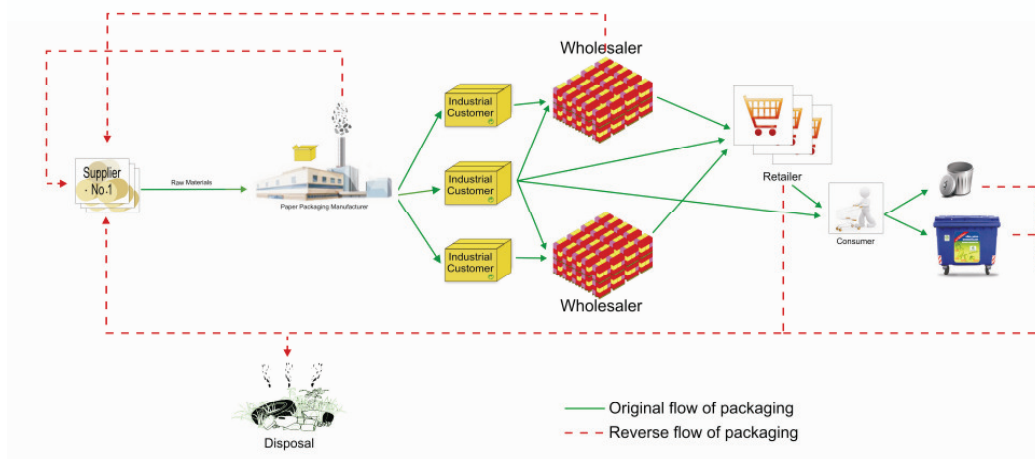 Wholesaler
Industrial
Customer
Supplier
- No-1
Raw Materials
Paper Packaging Manufacturer
Industrial
Customer
Retailer
Consumer
Industrial
Customer
Wholesaler
Disposal
Original flow of packaging
Reverse flow of packaging